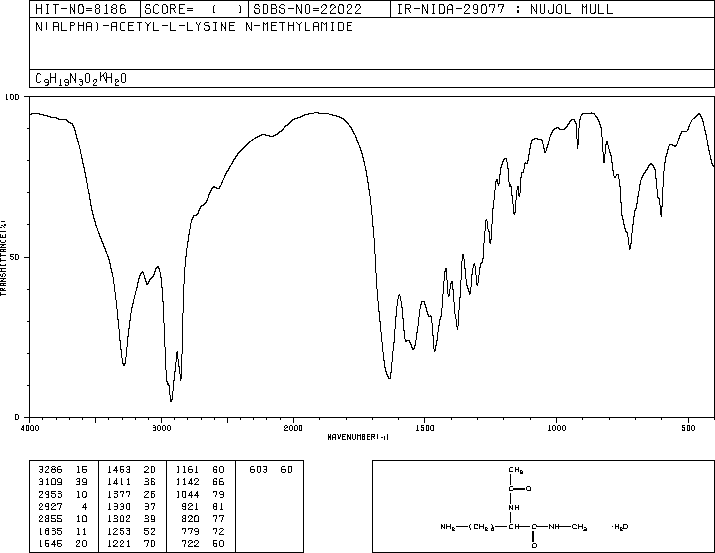 HIT-NO=8186 SCORE= ( ) SDBS-NO=22022 IR-NIDA-29077 : NUJOL MULL
N(ALPHA)-ACETYL-L-LYSINE N-METHYLAMIDE
C9H19N3O2KH2O
100
50
0
TRANSMITTANCE(%)
4000 3000 2000 1500 1000 500
WAVENUMBER(-1)
3286 15 1463 20 1161 60 603 60
3109 39 1411 36 1142 66
2953 10 1377 26 1044 79
2927 4 1330 37 921 81
2855 10 1302 39 820 77
1635 11 1253 52 779 72
1545 20 1221 70 722 50
CH3
C O
NH
NH2 (CH2)4 CH C NH CH3 ·H2O
O
O